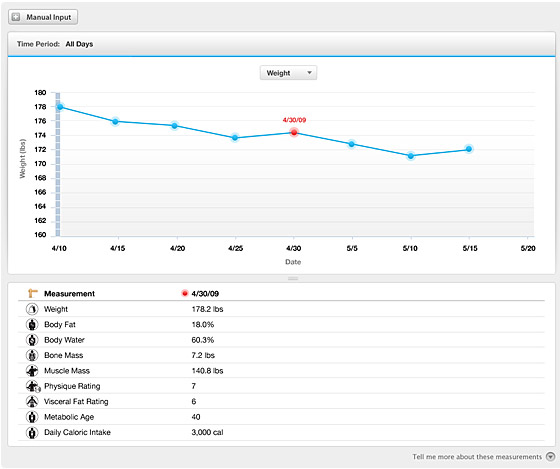 Manual Input
Time Period: All Days
Weight
180
178
176
174
172
170
168
166
164
162
160
Weight (lbs)
4/30/09
4/10 4/15 4/20 4/25 4/30 5/5 5/10 5/15 5/20
Date
Measurement 4/30/09
Weight 178.2 lbs
Body Fat 18.0%
Body Water 60.3%
Bone Mass 7.2 lbs
Muscle Mass 140.8 lbs
Physique Rating 7
Visceral Fat Rating 6
Metabolic Age 40
Daily Caloric Intake 3,000 cal
Tell me more about these measurements